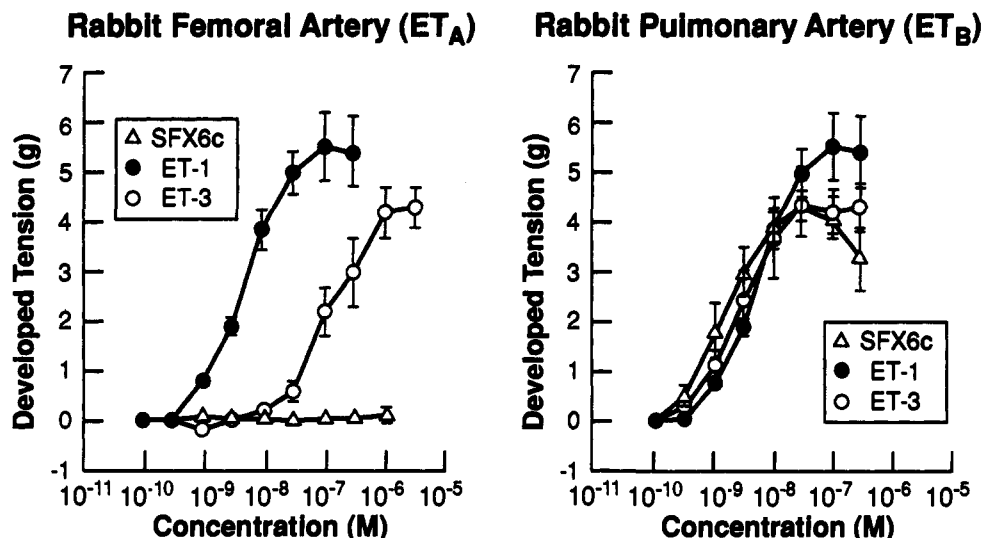 Rabbit Femoral Artery (ETA)
Developed Tension (g)
7
6
5
4
3
2
1
0
-1
SFX6c
ET-1
ET-3
10-10 10-9 10-8 10-7 10-6 10-5
Concentration (M)
Rabbit Pulmonary Artery (ETB)
Developed Tension (g)
7
6
5
4
3
2
1
0
-1
SFX6c
ET-1
ET-3
10-11 10-10 10-9 10-8 10-7 10-6 10-5
Concentration (M)